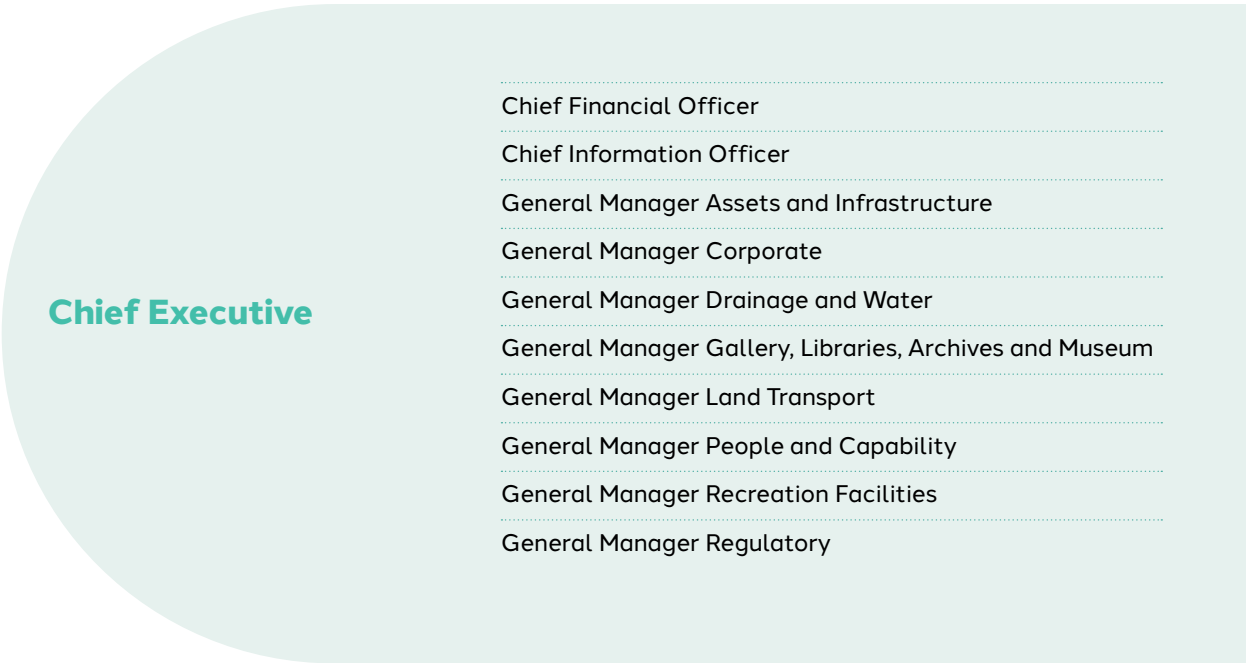 Chief Executive
Chief Financial Officer
Chief Information Officer
General Manager Assets and Infrastructure
General Manager Corporate
General Manager Drainage and Water
General Manager Gallery, Libraries, Archives and Museum
General Manager Land Transport
General Manager People and Capability
General Manager Recreation Facilities
General Manager Regulatory